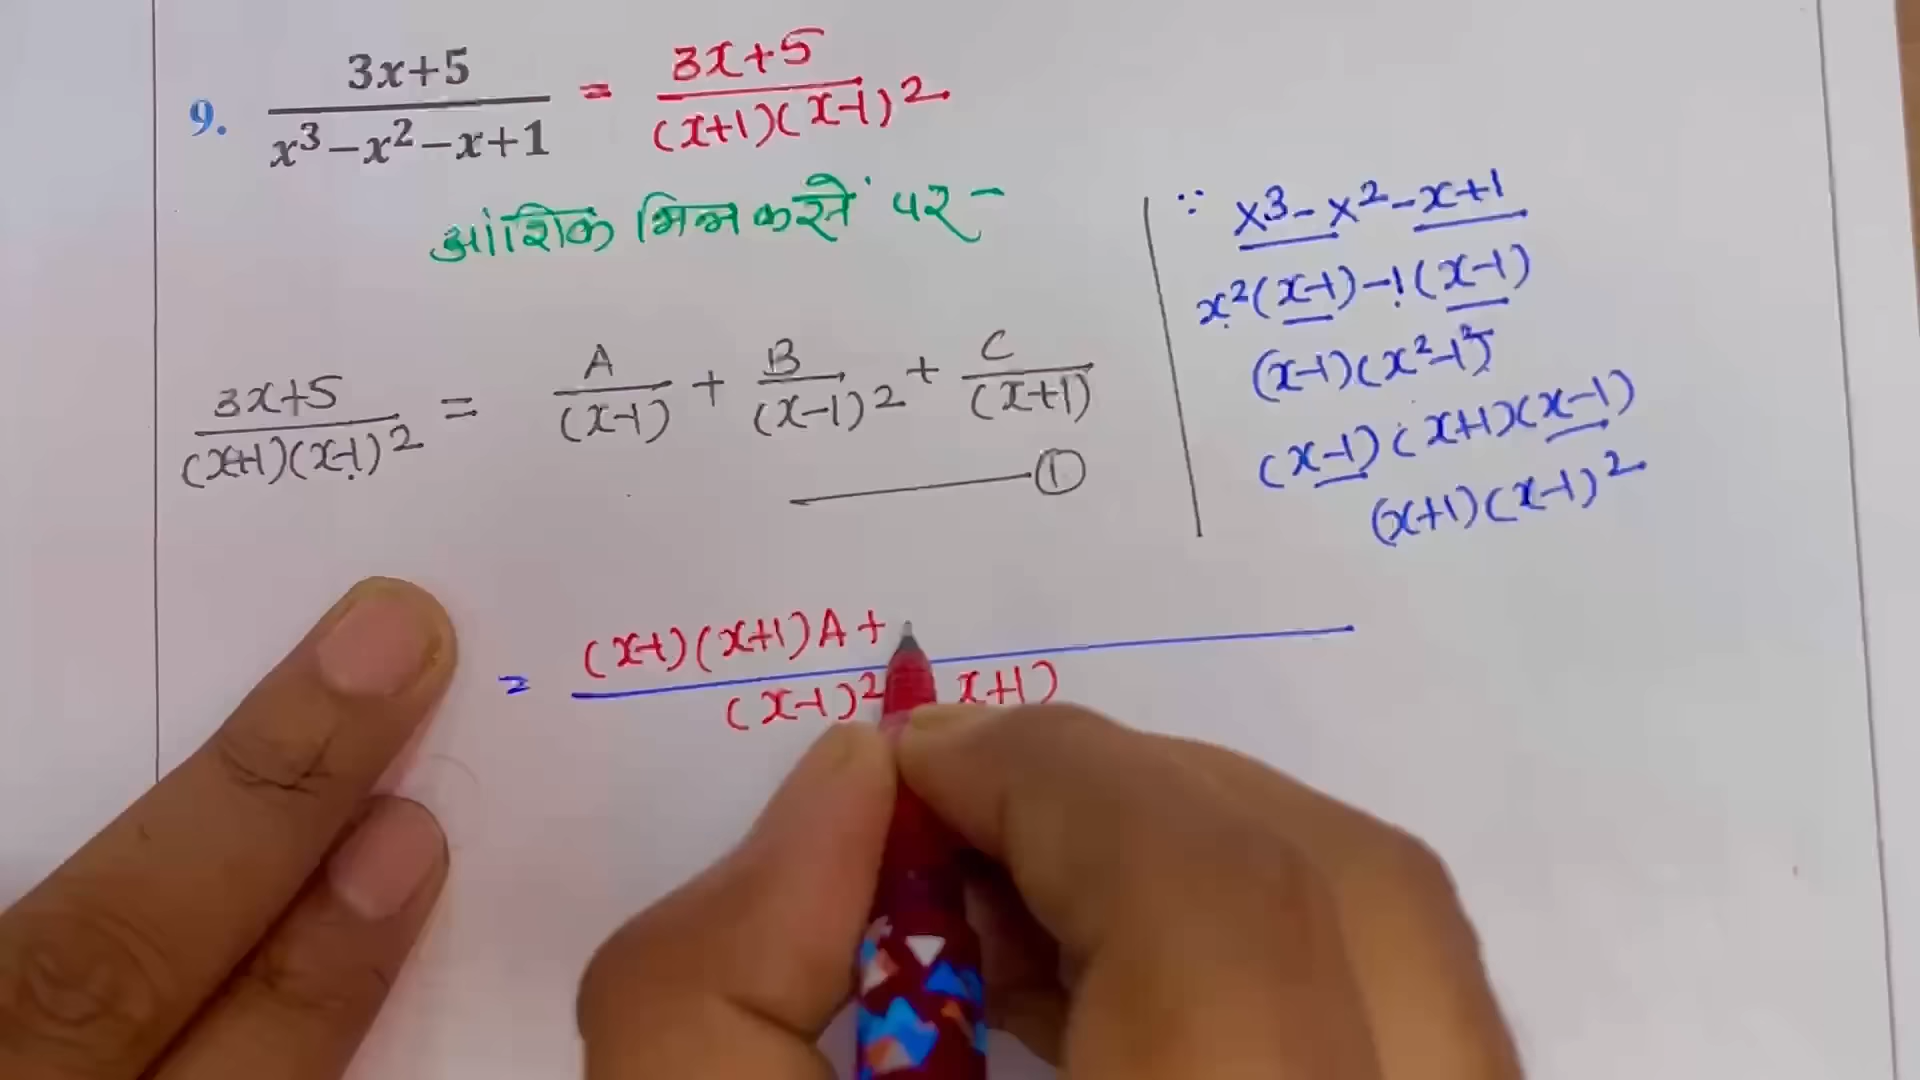 9. (3x+5)/(x³−x²−x+1) = (3x+5)/((x+1)(x-1)²)
आंशिक भिन्न करने पर −
(3x+5)/((x+1)(x-1)²) = A/(x-1) + B/(x-1)² + C/(x+1)
①
= ((x-1)(x+1)A +)/((x-1)² x+1))
∵ x³-x²-x+1
x²(x-1)-1(x-1)
(x-1)(x²-1²)
(x-1)(x+1)(x-1)
(x+1)(x-1)²